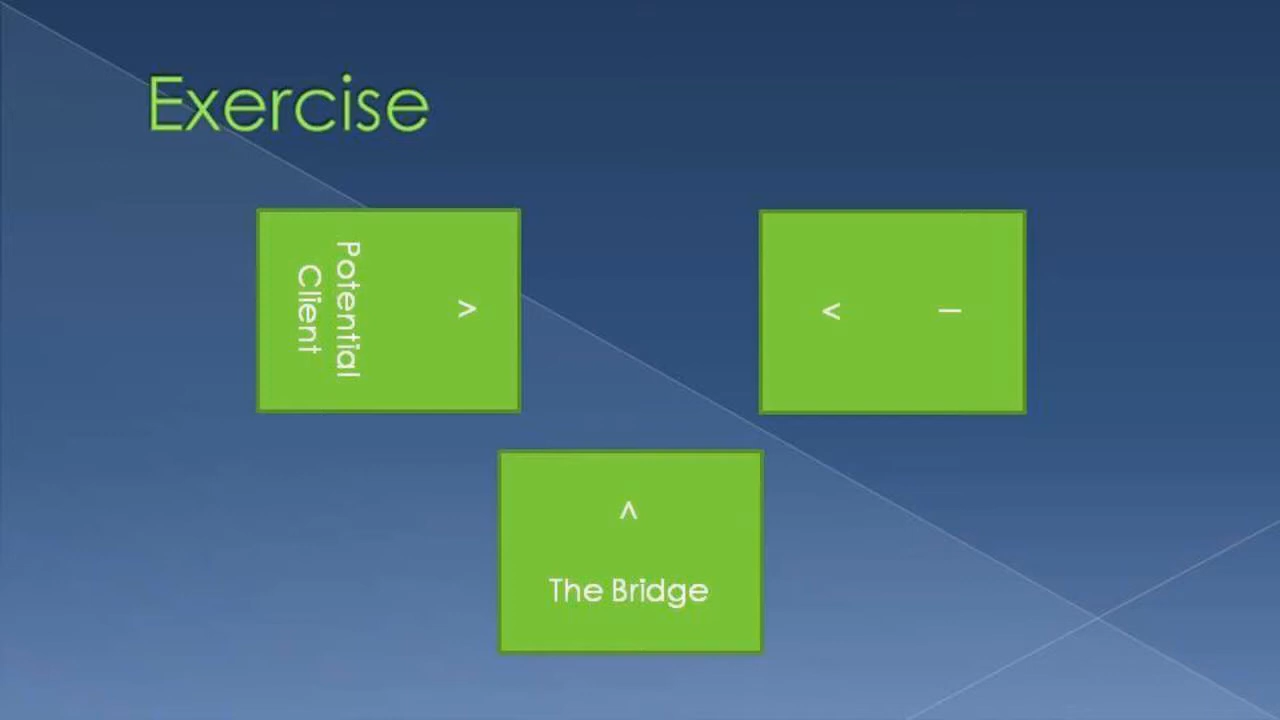 Exercise
>
Potential
Client
<
I
^
The Bridge